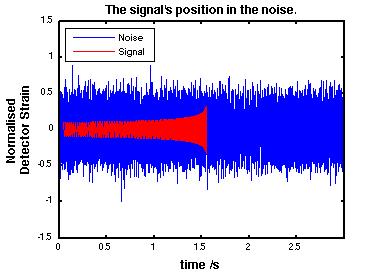 The signal's position in the noise.
1.5
Noise
Signal
1
0.5
0
-0.5
-1
-1.5
Normalised
Detector Strain
0 0.5 1 1.5 2 2.5
time /s